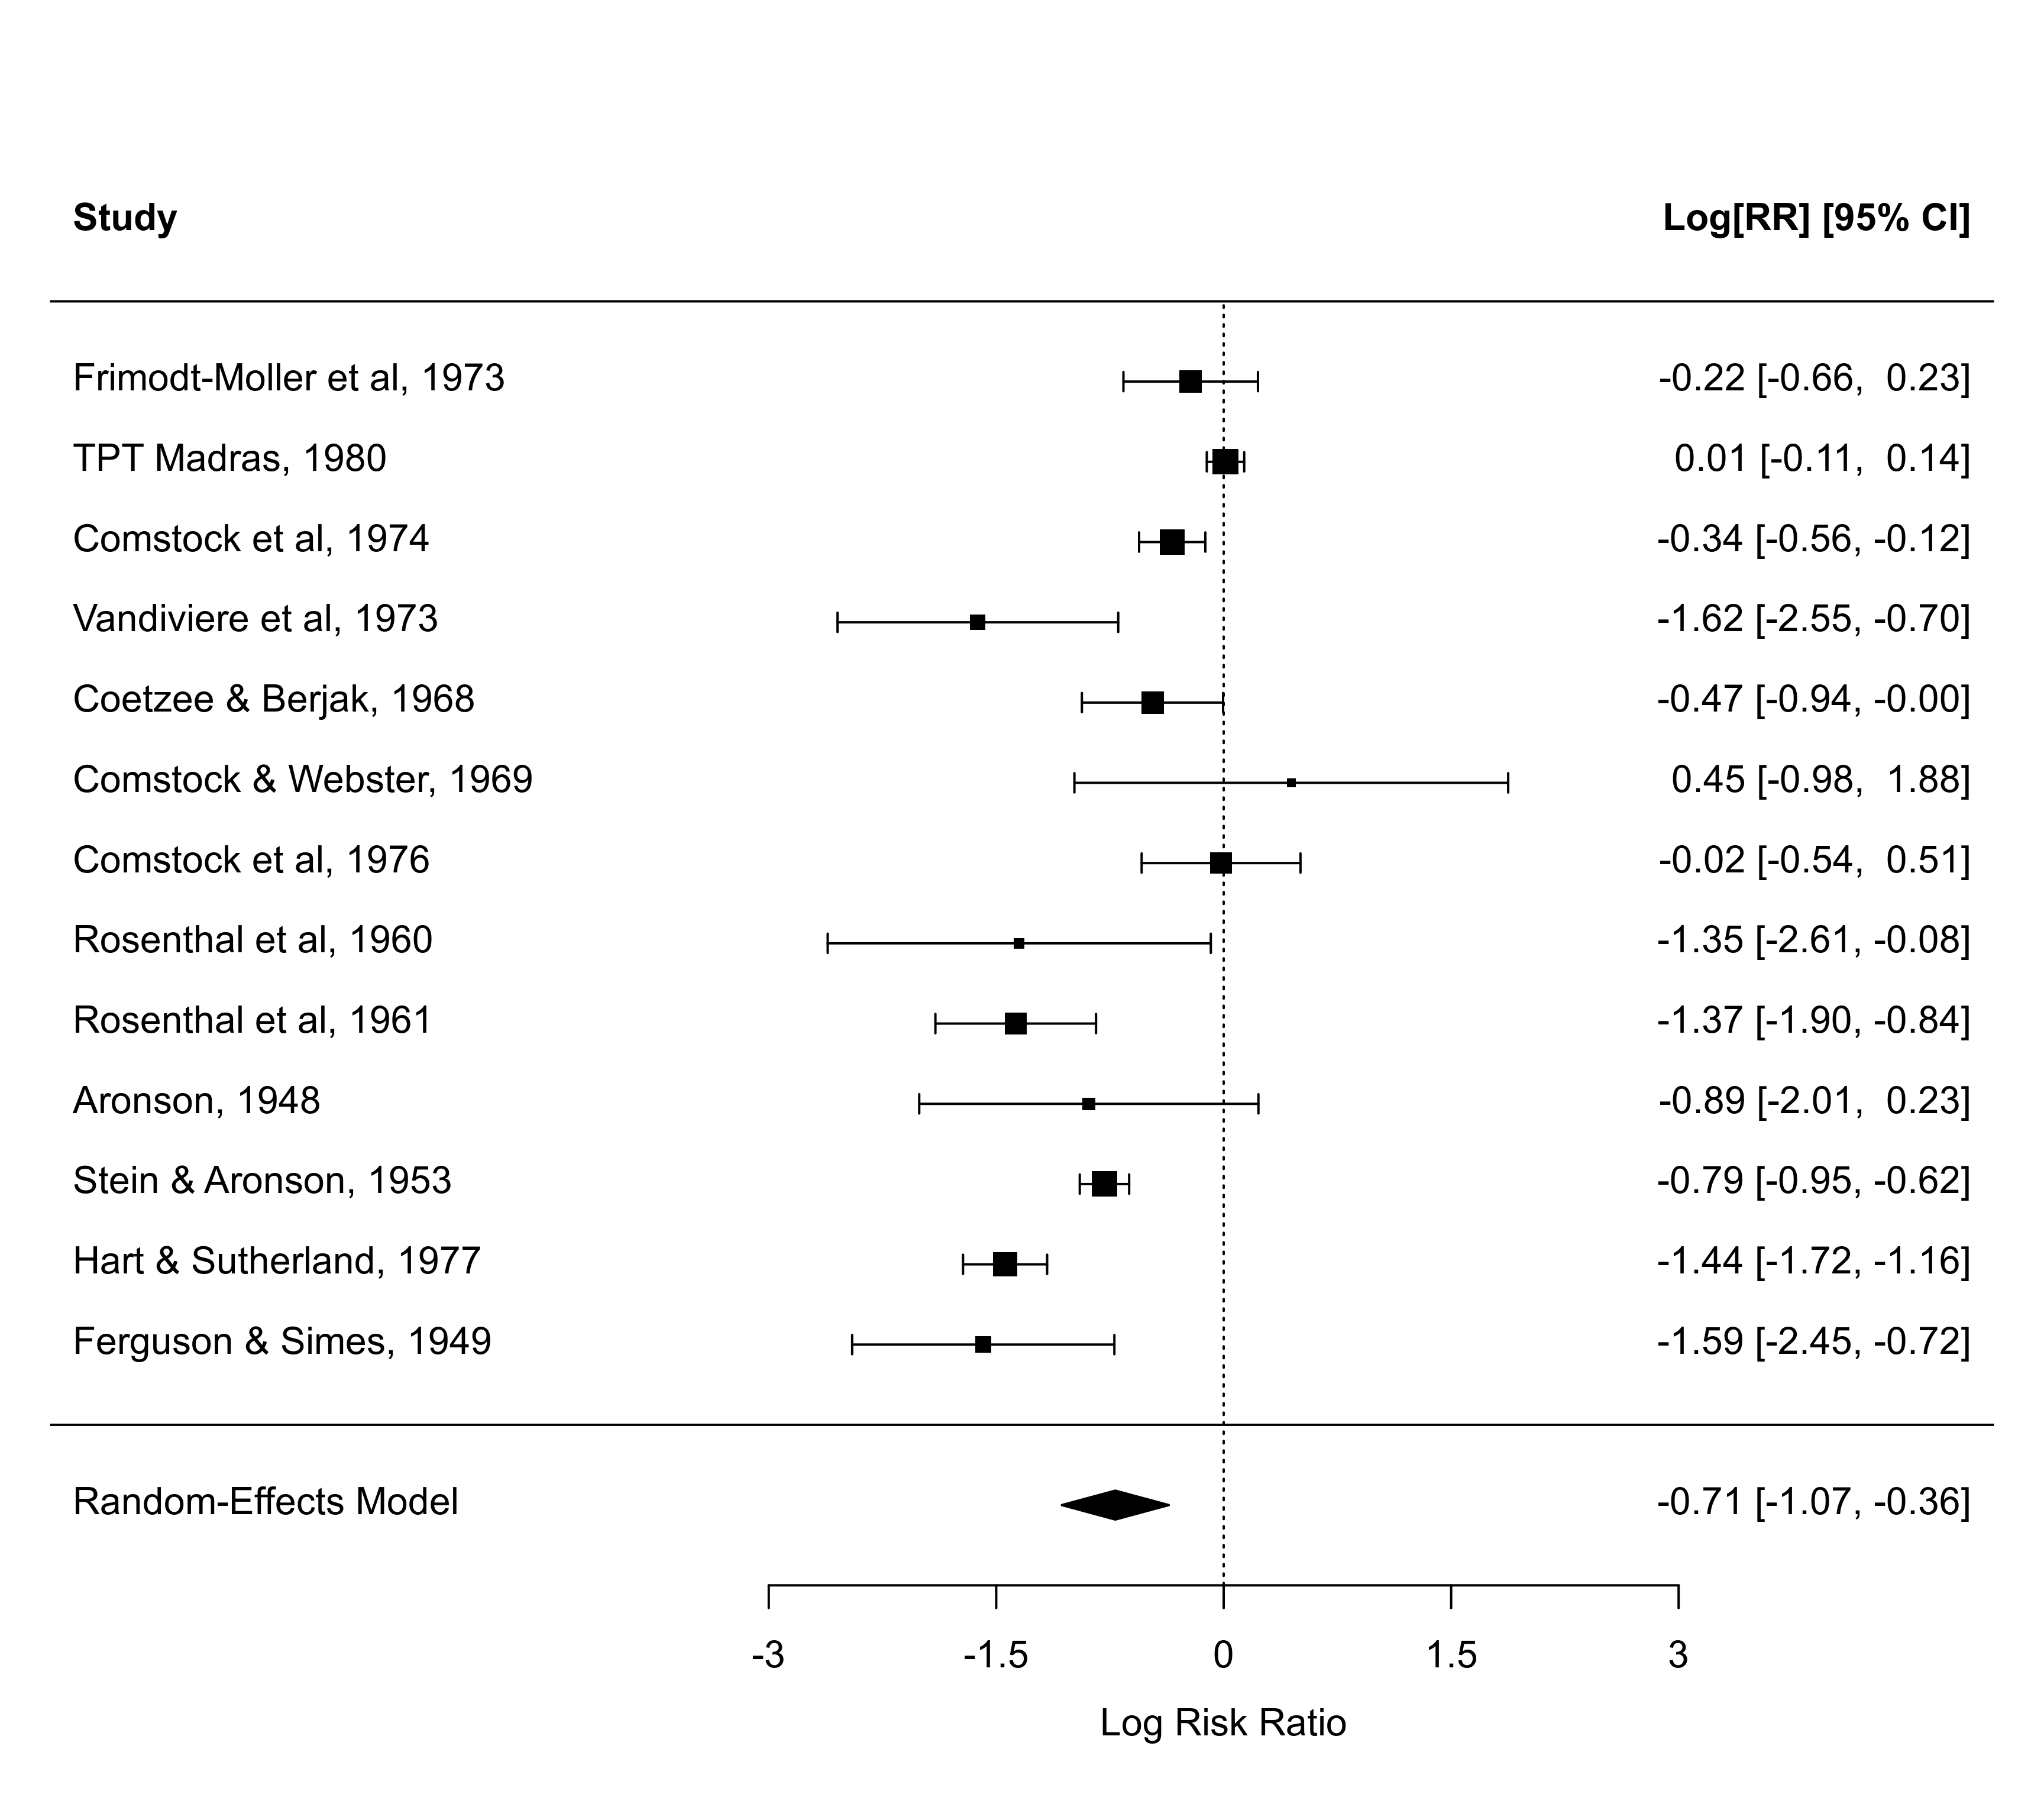 Study Log[RR] [95% CI]
Frimodt-Moller et al, 1973 -0.22 [-0.66, 0.23]
TPT Madras, 1980 0.01 [-0.11, 0.14]
Comstock et al, 1974 -0.34 [-0.56, -0.12]
Vandiviere et al, 1973 -1.62 [-2.55, -0.70]
Coetzee & Berjak, 1968 -0.47 [-0.94, -0.00]
Comstock & Webster, 1969 0.45 [-0.98, 1.88]
Comstock et al, 1976 -0.02 [-0.54, 0.51]
Rosenthal et al, 1960 -1.35 [-2.61, -0.08]
Rosenthal et al, 1961 -1.37 [-1.90, -0.84]
Aronson, 1948 -0.89 [-2.01, 0.23]
Stein & Aronson, 1953 -0.79 [-0.95, -0.62]
Hart & Sutherland, 1977 -1.44 [-1.72, -1.16]
Ferguson & Simes, 1949 -1.59 [-2.45, -0.72]
Random-Effects Model -0.71 [-1.07, -0.36]
-3 -1.5 0 1.5 3
Log Risk Ratio